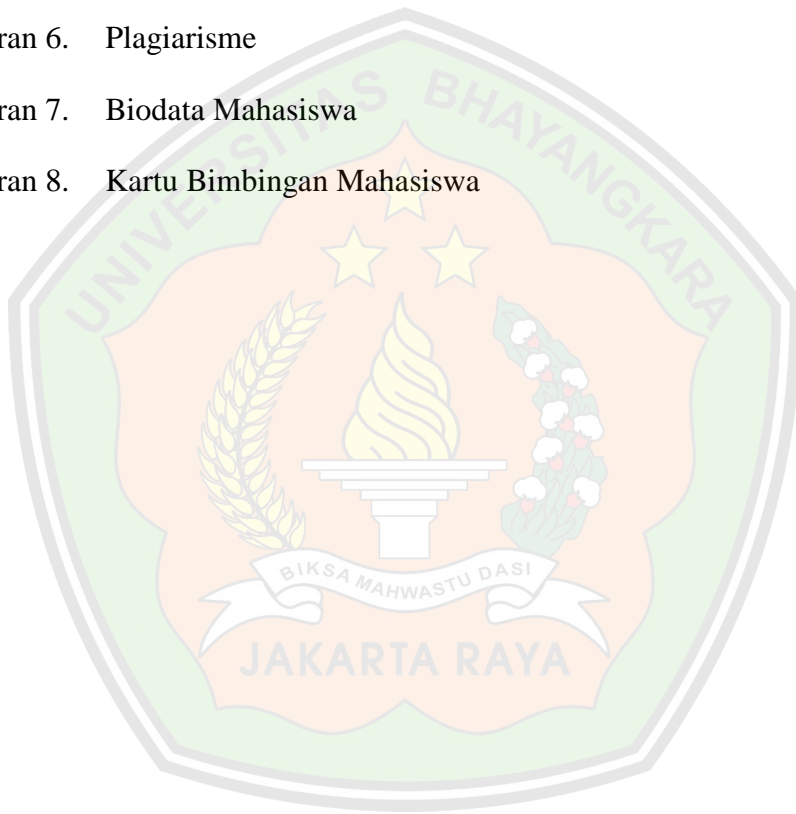 ran 6. Plagiarisme
ran 7. Biodata Mahasiswa
ran 8. Kartu Bimbingan Mahasiswa
UNIVERSITAS BHAYANGKARA
BIKSA MAHWASTU DASI
JAKARTA RAYA